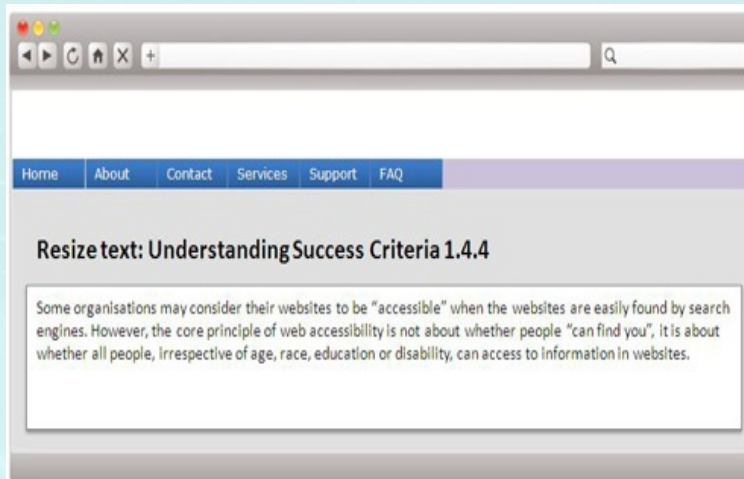 Home About Contact Services Support FAQ
Resize text: Understanding Success Criteria 1.4.4
Some organisations may consider their websites to be “accessible” when the websites are easily found by search
engines. However, the core principle of web accessibility is not about whether people “can find you”, it is about
whether all people, irrespective of age, race, education or disability, can access to information in websites.